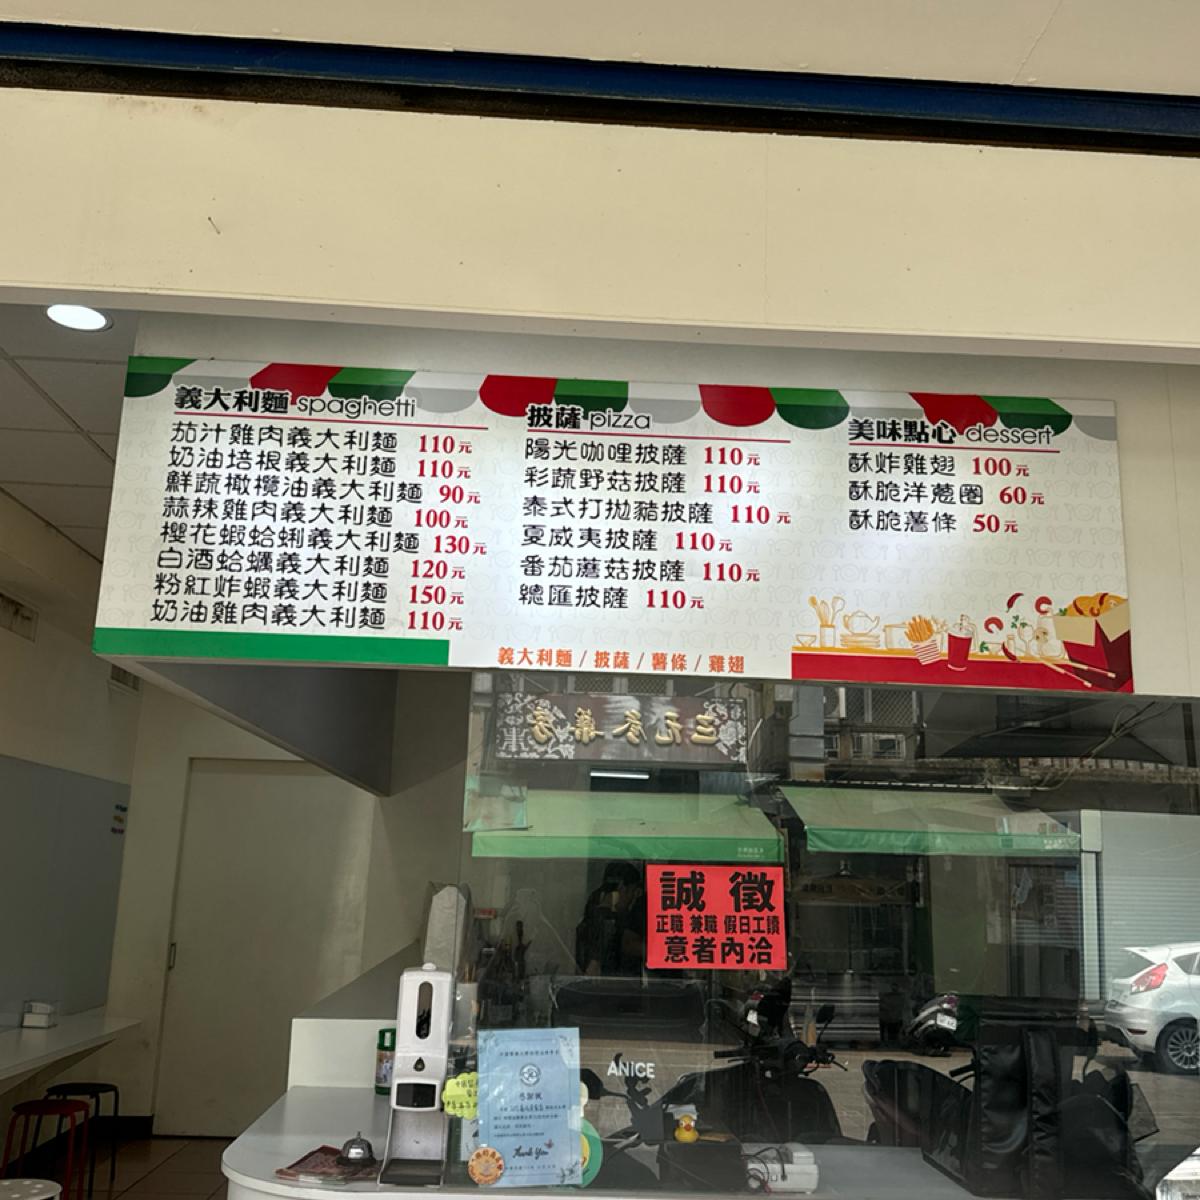 義大利麵 spaghetti
茄汁雞肉義大利麵 110元
奶油培根義大利麵 110元
鮮蔬橄欖油義大利麵 90元
蒜辣雞肉義大利麵 100元
櫻花蝦蛤蜊義大利麵 130元
白酒蛤蠣義大利麵 120元
粉紅炸蝦義大利麵 150元
奶油雞肉義大利麵 110元
披薩 pizza
陽光咖哩披薩 110元
彩蔬野菇披薩 110元
泰式打拋豬披薩 110元
夏威夷披薩 110元
番茄蘑菇披薩 110元
總匯披薩 110元
美味點心 dessert
酥炸雞翅 100元
酥脆洋蔥圈 60元
酥脆薯條 50元
義大利麵 / 披薩 / 薯條 / 雞翅
三元參藥房
誠 徵
正職 兼職 假日工讀
意者內洽
ANICE
感謝狀
Thank You